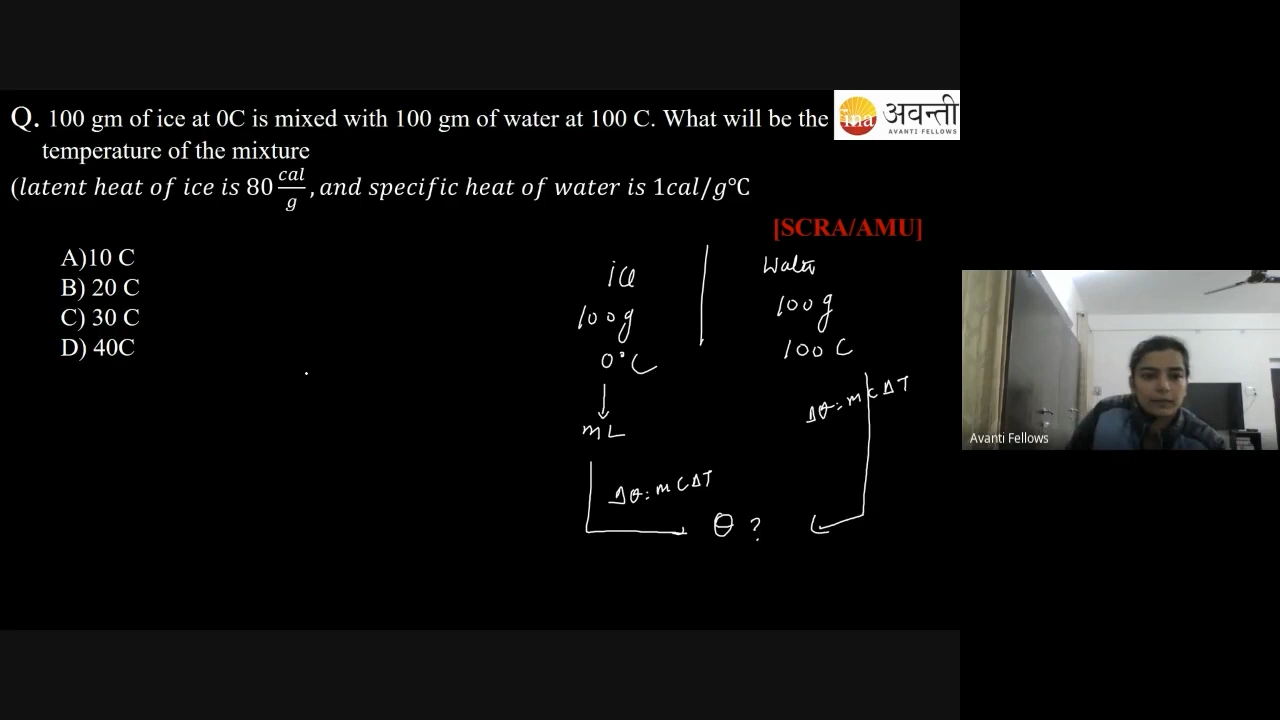 Q. 100 gm of ice at 0C is mixed with 100 gm of water at 100 C. What will be the fina
temperature of the mixture
(latent heat of ice is 80 cal/g, and specific heat of water is 1cal/g℃
अवन्ती
AVANTI FELLOWS
[SCRA/AMU]
A)10 C
B) 20 C
C) 30 C
D) 40C
ice
100g
0°C
mL
ΔQ = mCΔT
Water
100g
100 C
ΔQ = mCΔT
θ ?
Avanti Fellows